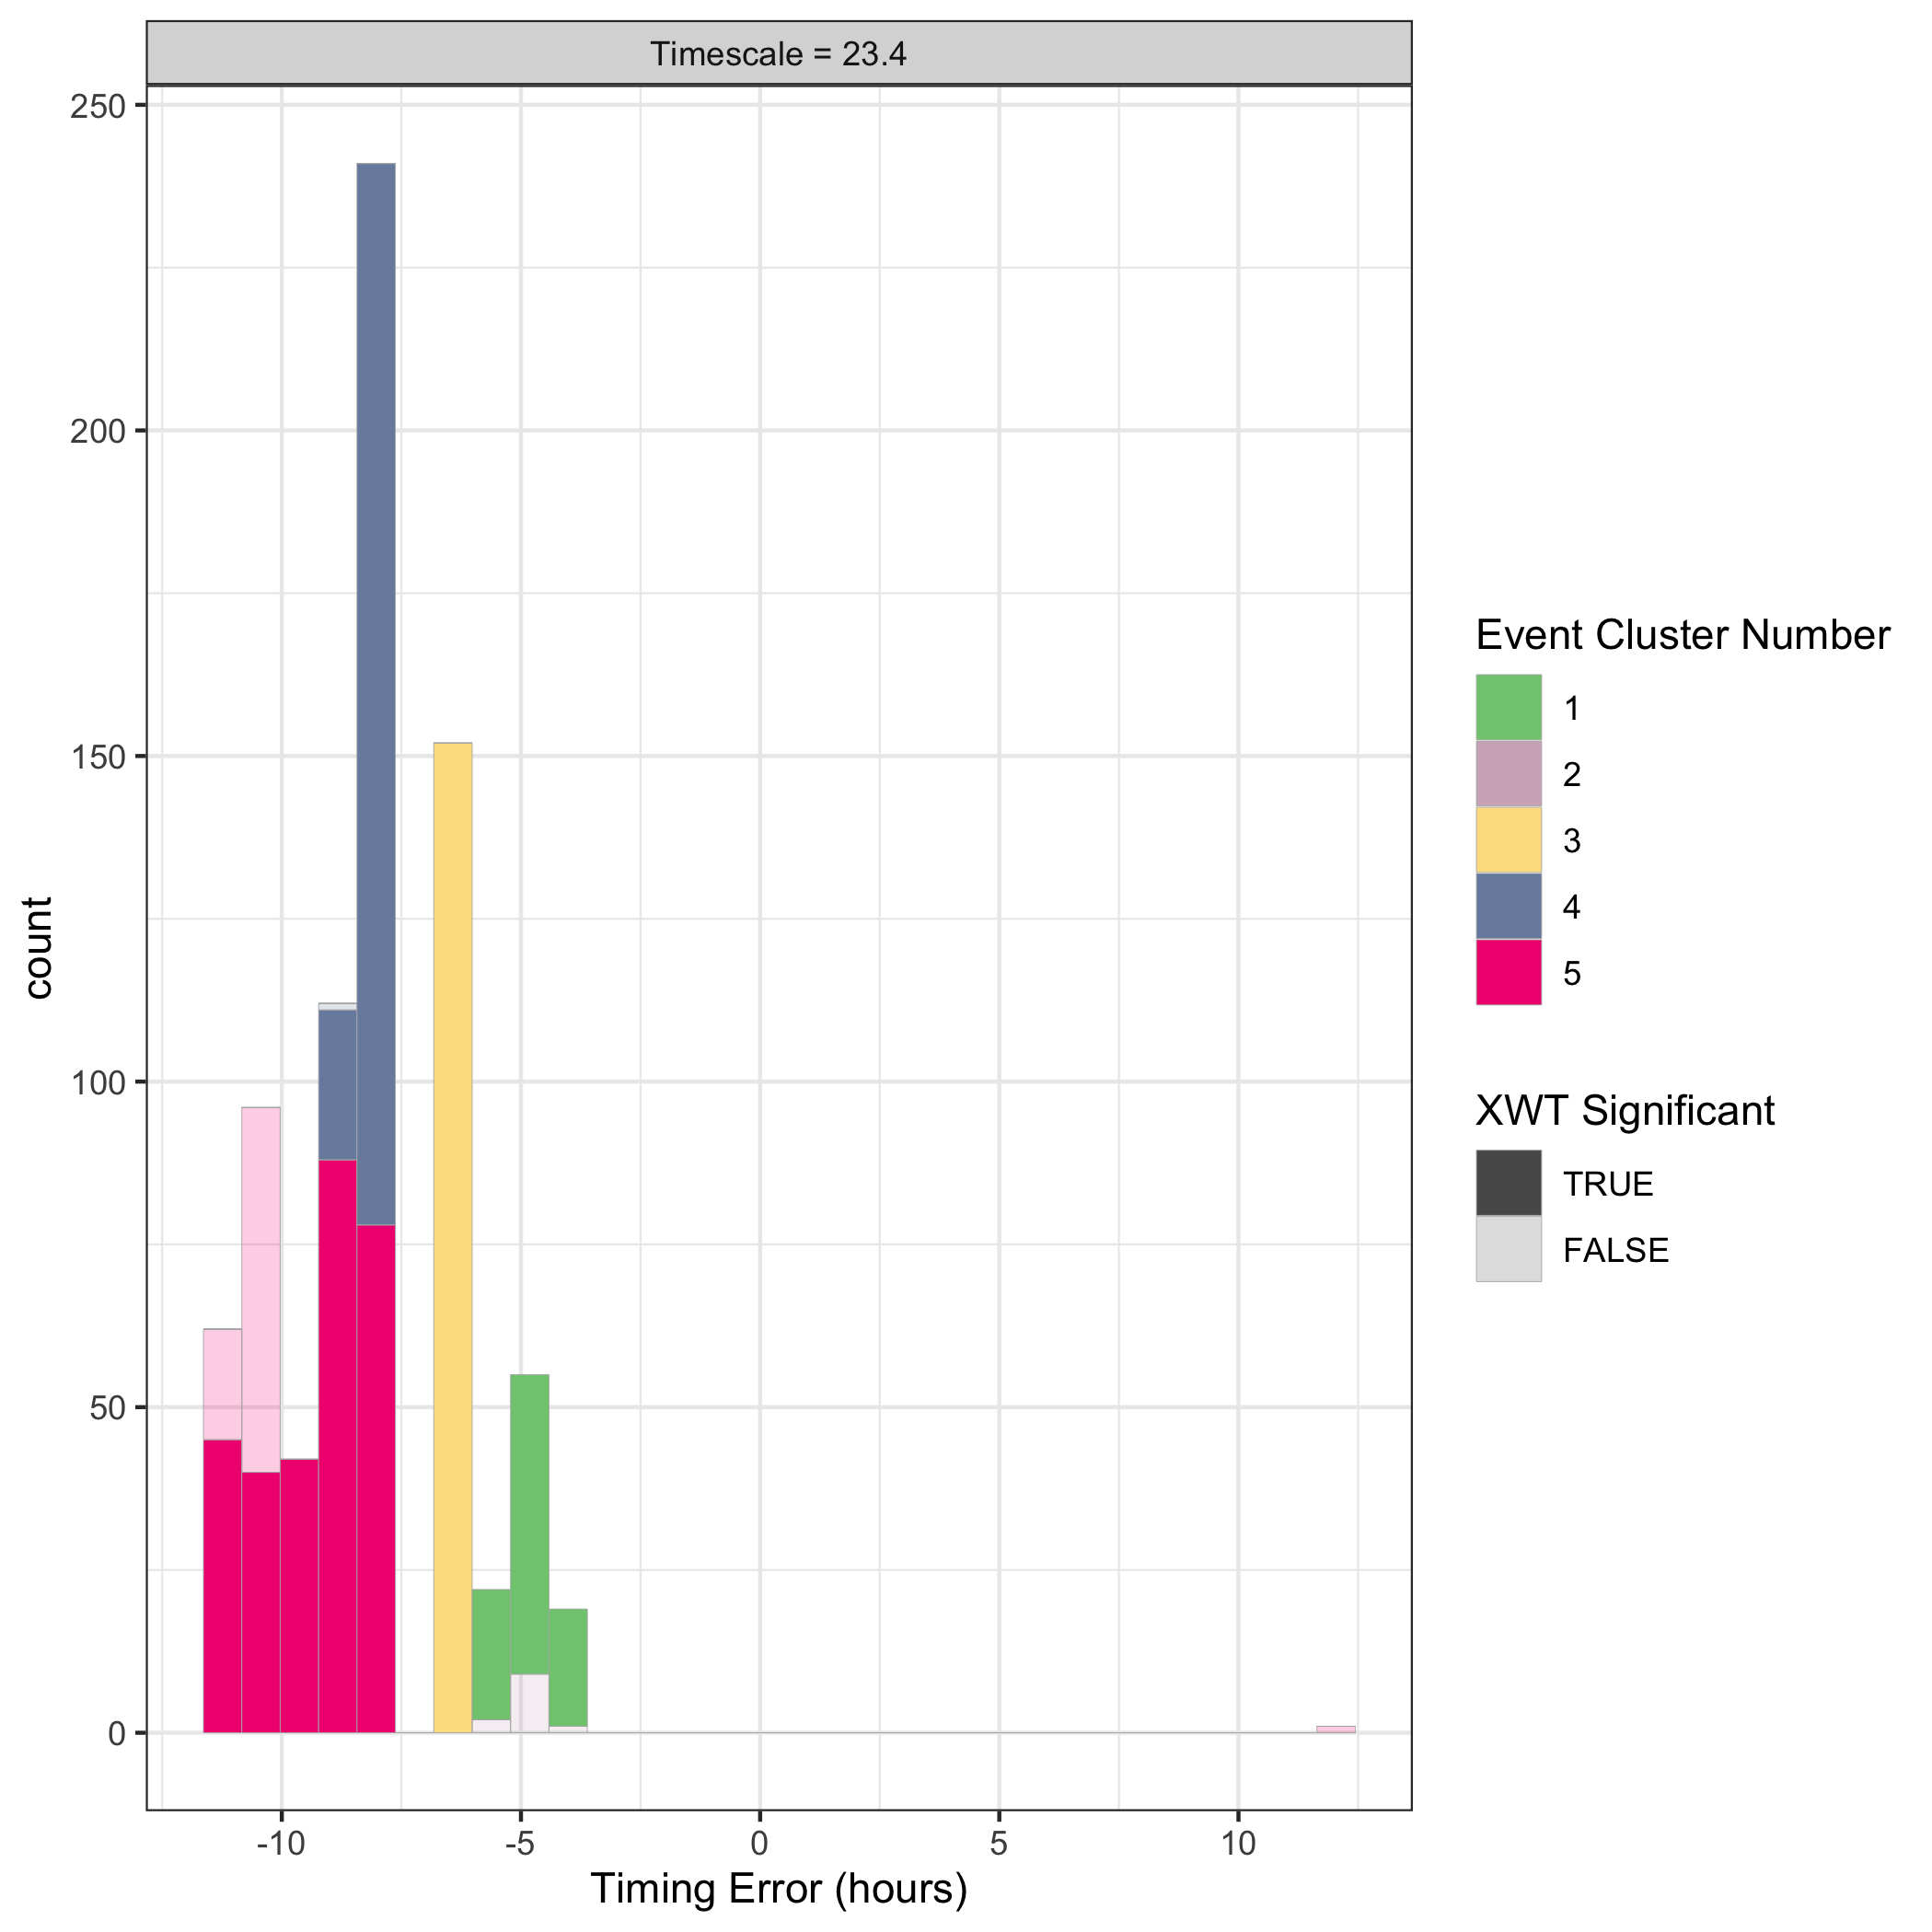 Timescale = 23.4
250
200
150
100
50
0
count
-10
-5
0
5
10
Timing Error (hours)
Event Cluster Number
1
2
3
4
5
XWT Significant
TRUE
FALSE